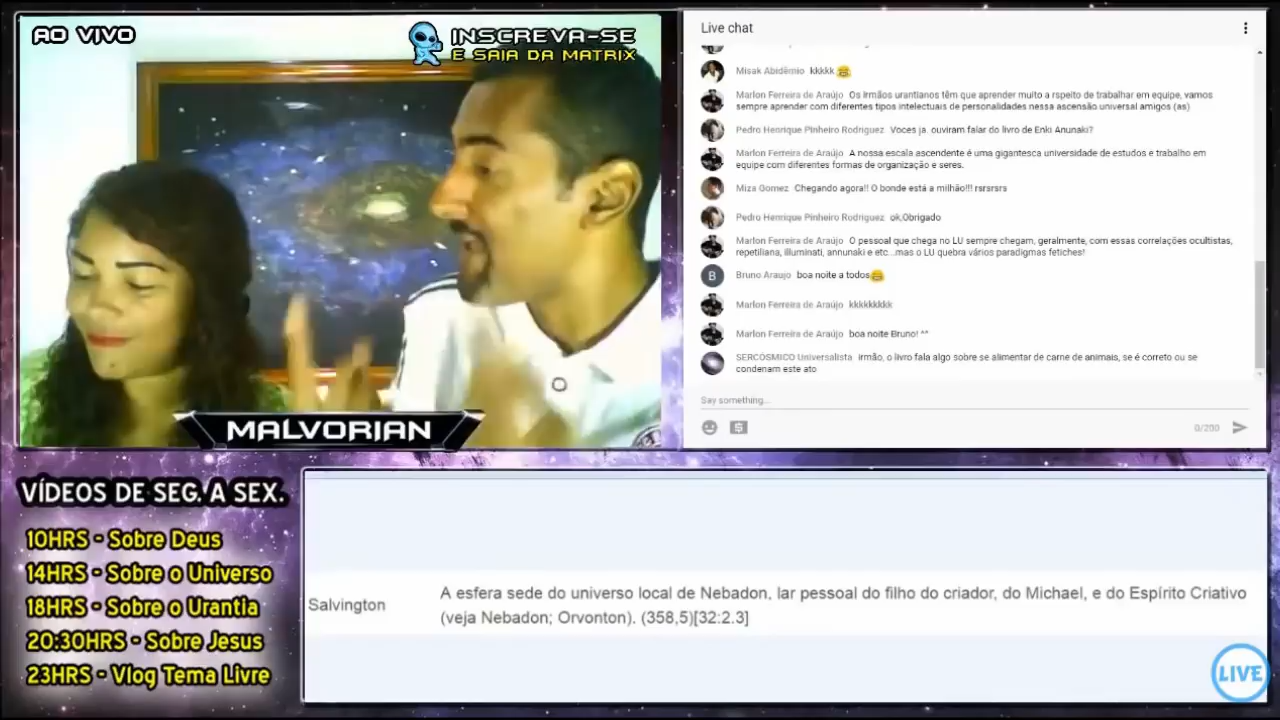 AO VIVO
INSCREVA-SE
E SAIA DA MATRIX
MALVORIAN
Live chat
Misak Abidêmio kkkkk
Marlon Ferreira de Araújo Os irmãos urantianos têm que aprender muito a rspeito de trabalhar em equipe, vamos
sempre aprender com diferentes tipos intelectuais de personalidades nessa ascensão universal amigos (as)
Pedro Henrique Pinheiro Rodriguez Voces ja. ouviram falar do livro de Enki Anunaki?
Marlon Ferreira de Araújo A nossa escala ascendente é uma gigantesca universidade de estudos e trabalho em
equipe com diferentes formas de organização e seres.
Miza Gomez Chegando agora!! O bonde está a milhão!!! rsrsrsrs
Pedro Henrique Pinheiro Rodriguez ok,Obrigado
Marlon Ferreira de Araújo O pessoal que chega no LU sempre chegam, geralmente, com essas correlações ocultistas,
repetiliana, illuminati, annunaki e etc...mas o LU quebra vários paradigmas fetiches!
B Bruno Araujo boa noite a todos
Marlon Ferreira de Araújo kkkkkkkkk
Marlon Ferreira de Araújo boa noite Bruno! ^^
SERCÓSMICO Universalista irmão, o livro fala algo sobre se alimentar de carne de animais, se é correto ou se
condenam este ato
Say something...
0/200
VÍDEOS DE SEG. A SEX.
10HRS - Sobre Deus
14HRS - Sobre o Universo
18HRS - Sobre o Urantia
20:30HRS - Sobre Jesus
23HRS - Vlog Tema Livre
Salvington
A esfera sede do universo local de Nebadon, lar pessoal do filho do criador, do Michael, e do Espírito Criativo
(veja Nebadon; Orvonton). (358,5)[32:2.3]
LIVE